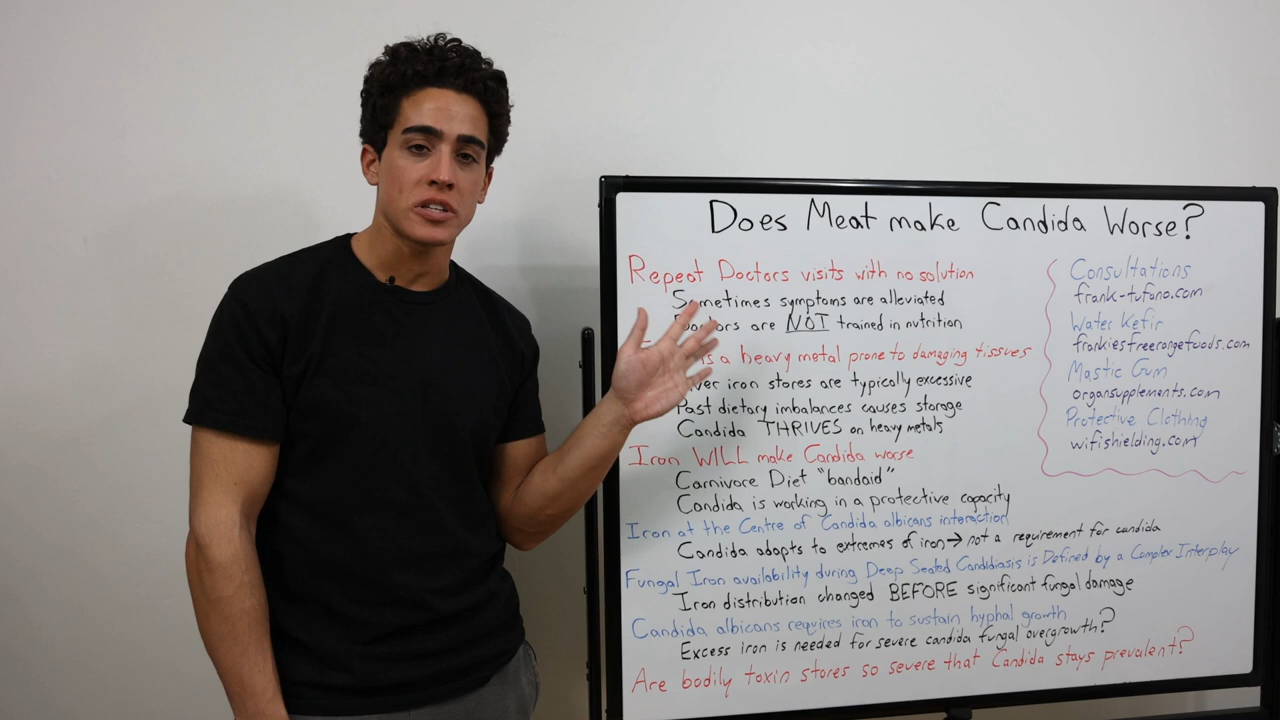 Does Meat make Candida Worse?
Repeat Doctors visits with no solution
Sometimes symptoms are alleviated
Doctors are NOT trained in nutrition
is a heavy metal prone to damaging tissues
Liver iron stores are typically excessive
Past dietary imbalances causes storage
Candida THRIVES on heavy metals
Iron WILL make Candida worse
Carnivore Diet "bandaid"
Candida is working in a protective capacity
Iron at the Centre of Candida albicans interaction
Candida adapts to extremes of iron→ not a requirement for candida
Fungal Iron availability during Deep Seated Candidiasis is Defined by a Complex Interplay
Iron distribution changed BEFORE significant fungal damage
Candida albicans requires iron to sustain hyphal growth
Excess iron is needed for severe candida fungal overgrowth?
Are bodily toxin stores so severe that Candida stays prevalent?
Consultations
frank-tufano.com
Water Kefir
frankiesfreerangefoods.com
Mastic Gum
organsupplements.com
Protective Clothing
wifishielding.com